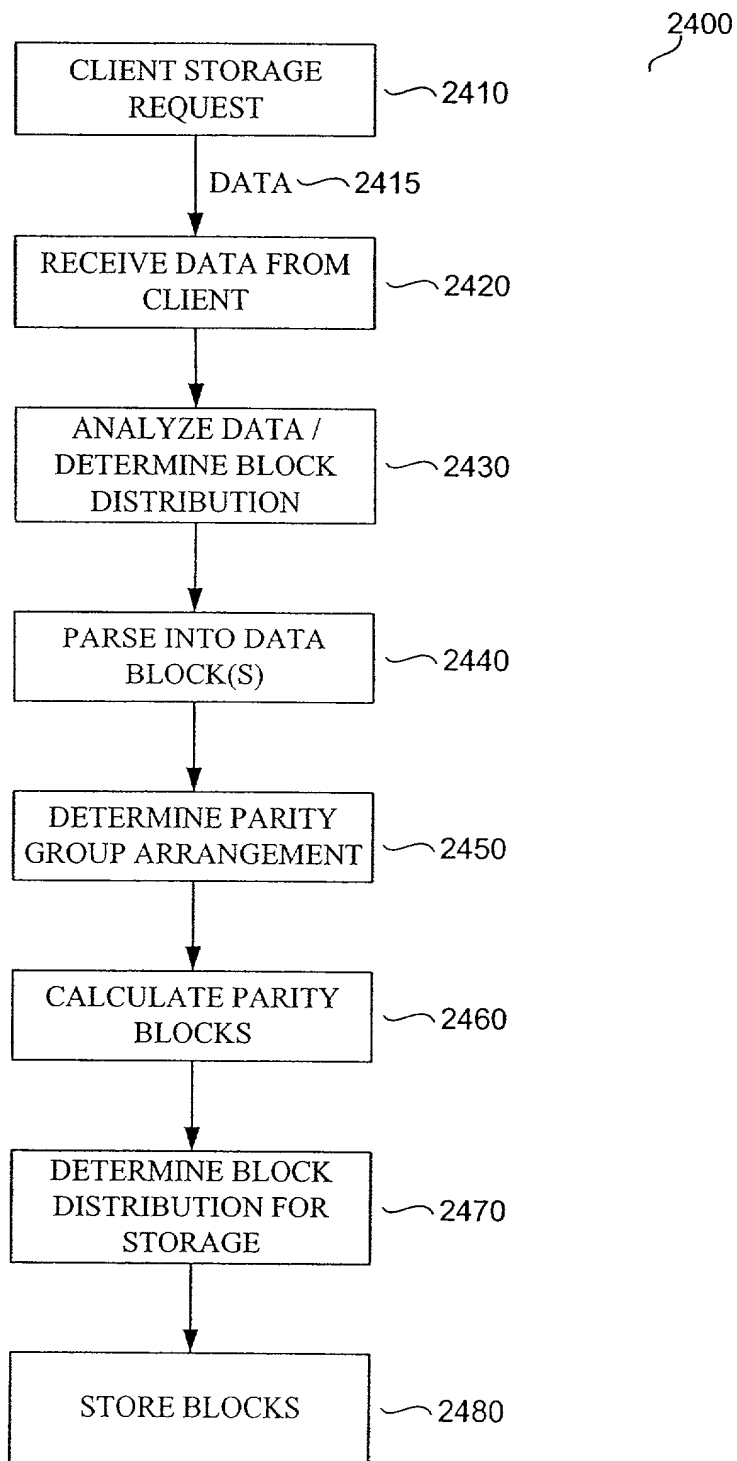 2400
CLIENT STORAGE
REQUEST
2410
DATA 2415
RECEIVE DATA FROM
CLIENT
2420
ANALYZE DATA /
DETERMINE BLOCK
DISTRIBUTION
2430
PARSE INTO DATA
BLOCK(S)
2440
DETERMINE PARITY
GROUP ARRANGEMENT
2450
CALCULATE PARITY
BLOCKS
2460
DETERMINE BLOCK
DISTRIBUTION FOR
STORAGE
2470
STORE BLOCKS
2480